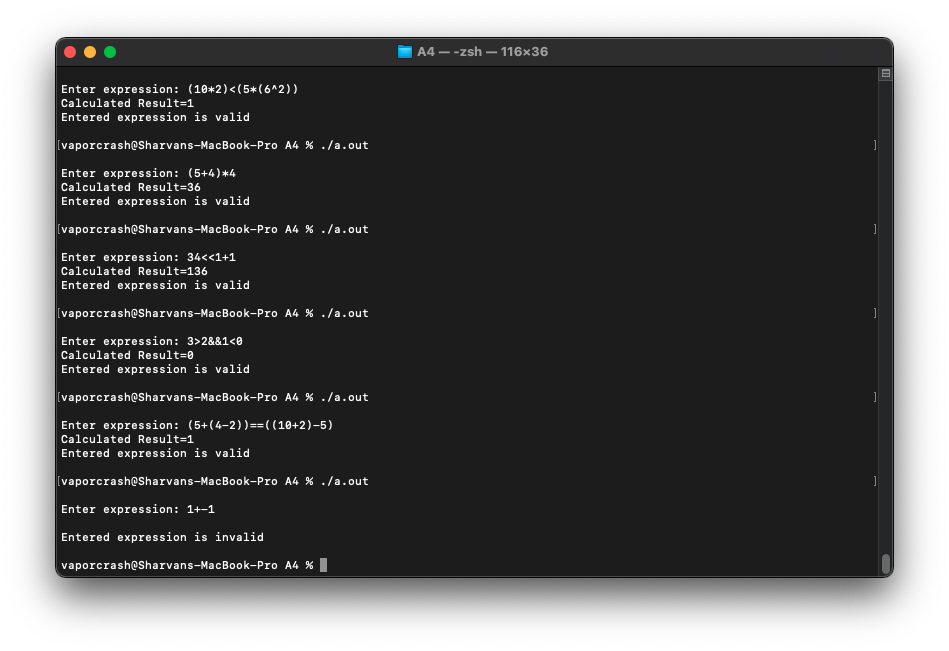 A4 — -zsh — 116×36
Enter expression: (10*2)<(5*(6^2))
Calculated Result=1
Entered expression is valid
[vaporcrash@Sharvans-MacBook-Pro A4 % ./a.out ]
Enter expression: (5+4)*4
Calculated Result=36
Entered expression is valid
[vaporcrash@Sharvans-MacBook-Pro A4 % ./a.out ]
Enter expression: 34<<1+1
Calculated Result=136
Entered expression is valid
[vaporcrash@Sharvans-MacBook-Pro A4 % ./a.out ]
Enter expression: 3>2&&1<0
Calculated Result=0
Entered expression is valid
[vaporcrash@Sharvans-MacBook-Pro A4 % ./a.out ]
Enter expression: (5+(4-2))==((10+2)-5)
Calculated Result=1
Entered expression is valid
[vaporcrash@Sharvans-MacBook-Pro A4 % ./a.out ]
Enter expression: 1+-1
Entered expression is invalid
vaporcrash@Sharvans-MacBook-Pro A4 %